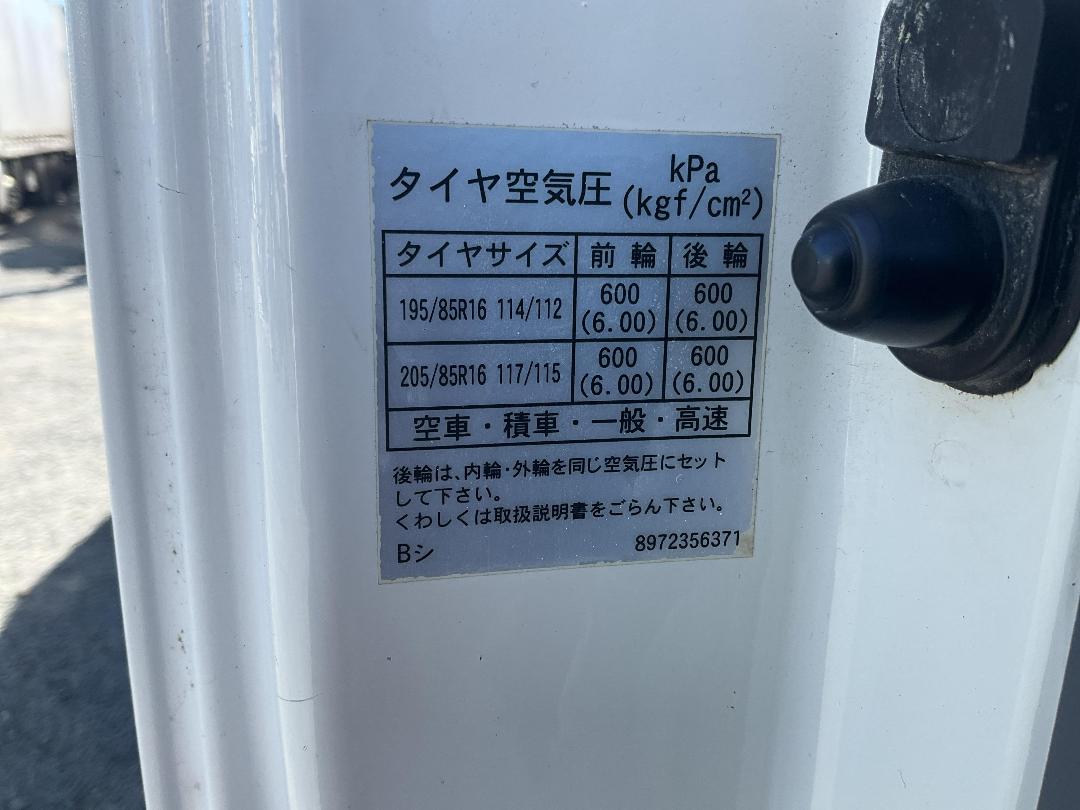 タイヤ空気圧 kPa
(kgf/cm²)
タイヤサイズ 前輪 後輪
195/85R16 114/112 600 (6.00) 600 (6.00)
205/85R16 117/115 600 (6.00) 600 (6.00)
空車・積車・一般・高速
後輪は、内輪・外輪を同じ空気圧にセット
して下さい。
くわしくは取扱説明書をごらん下さい。
Bシ 8972356371